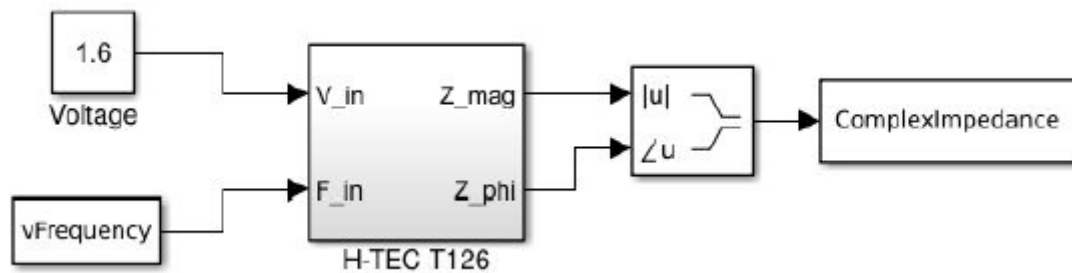 1.6
Voltage
vFrequency
V_in
Z_mag
F_in
Z_phi
H-TEC T126
|u|
∠u
ComplexImpedance